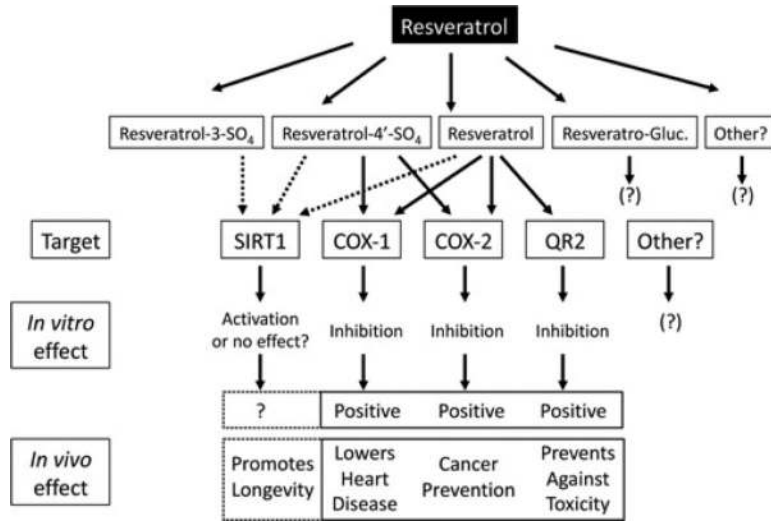 Resveratrol
Resveratrol-3-SO₄ Resveratrol-4′-SO₄ Resveratrol Resveratro-Gluc. Other?
(?) (?)
Target SIRT1 COX-1 COX-2 QR2 Other?
In vitro
effect
Activation
or no effect?
Inhibition Inhibition Inhibition (?)
? Positive Positive Positive
In vivo
effect
Promotes
Longevity
Lowers
Heart
Disease
Cancer
Prevention
Prevents
Against
Toxicity